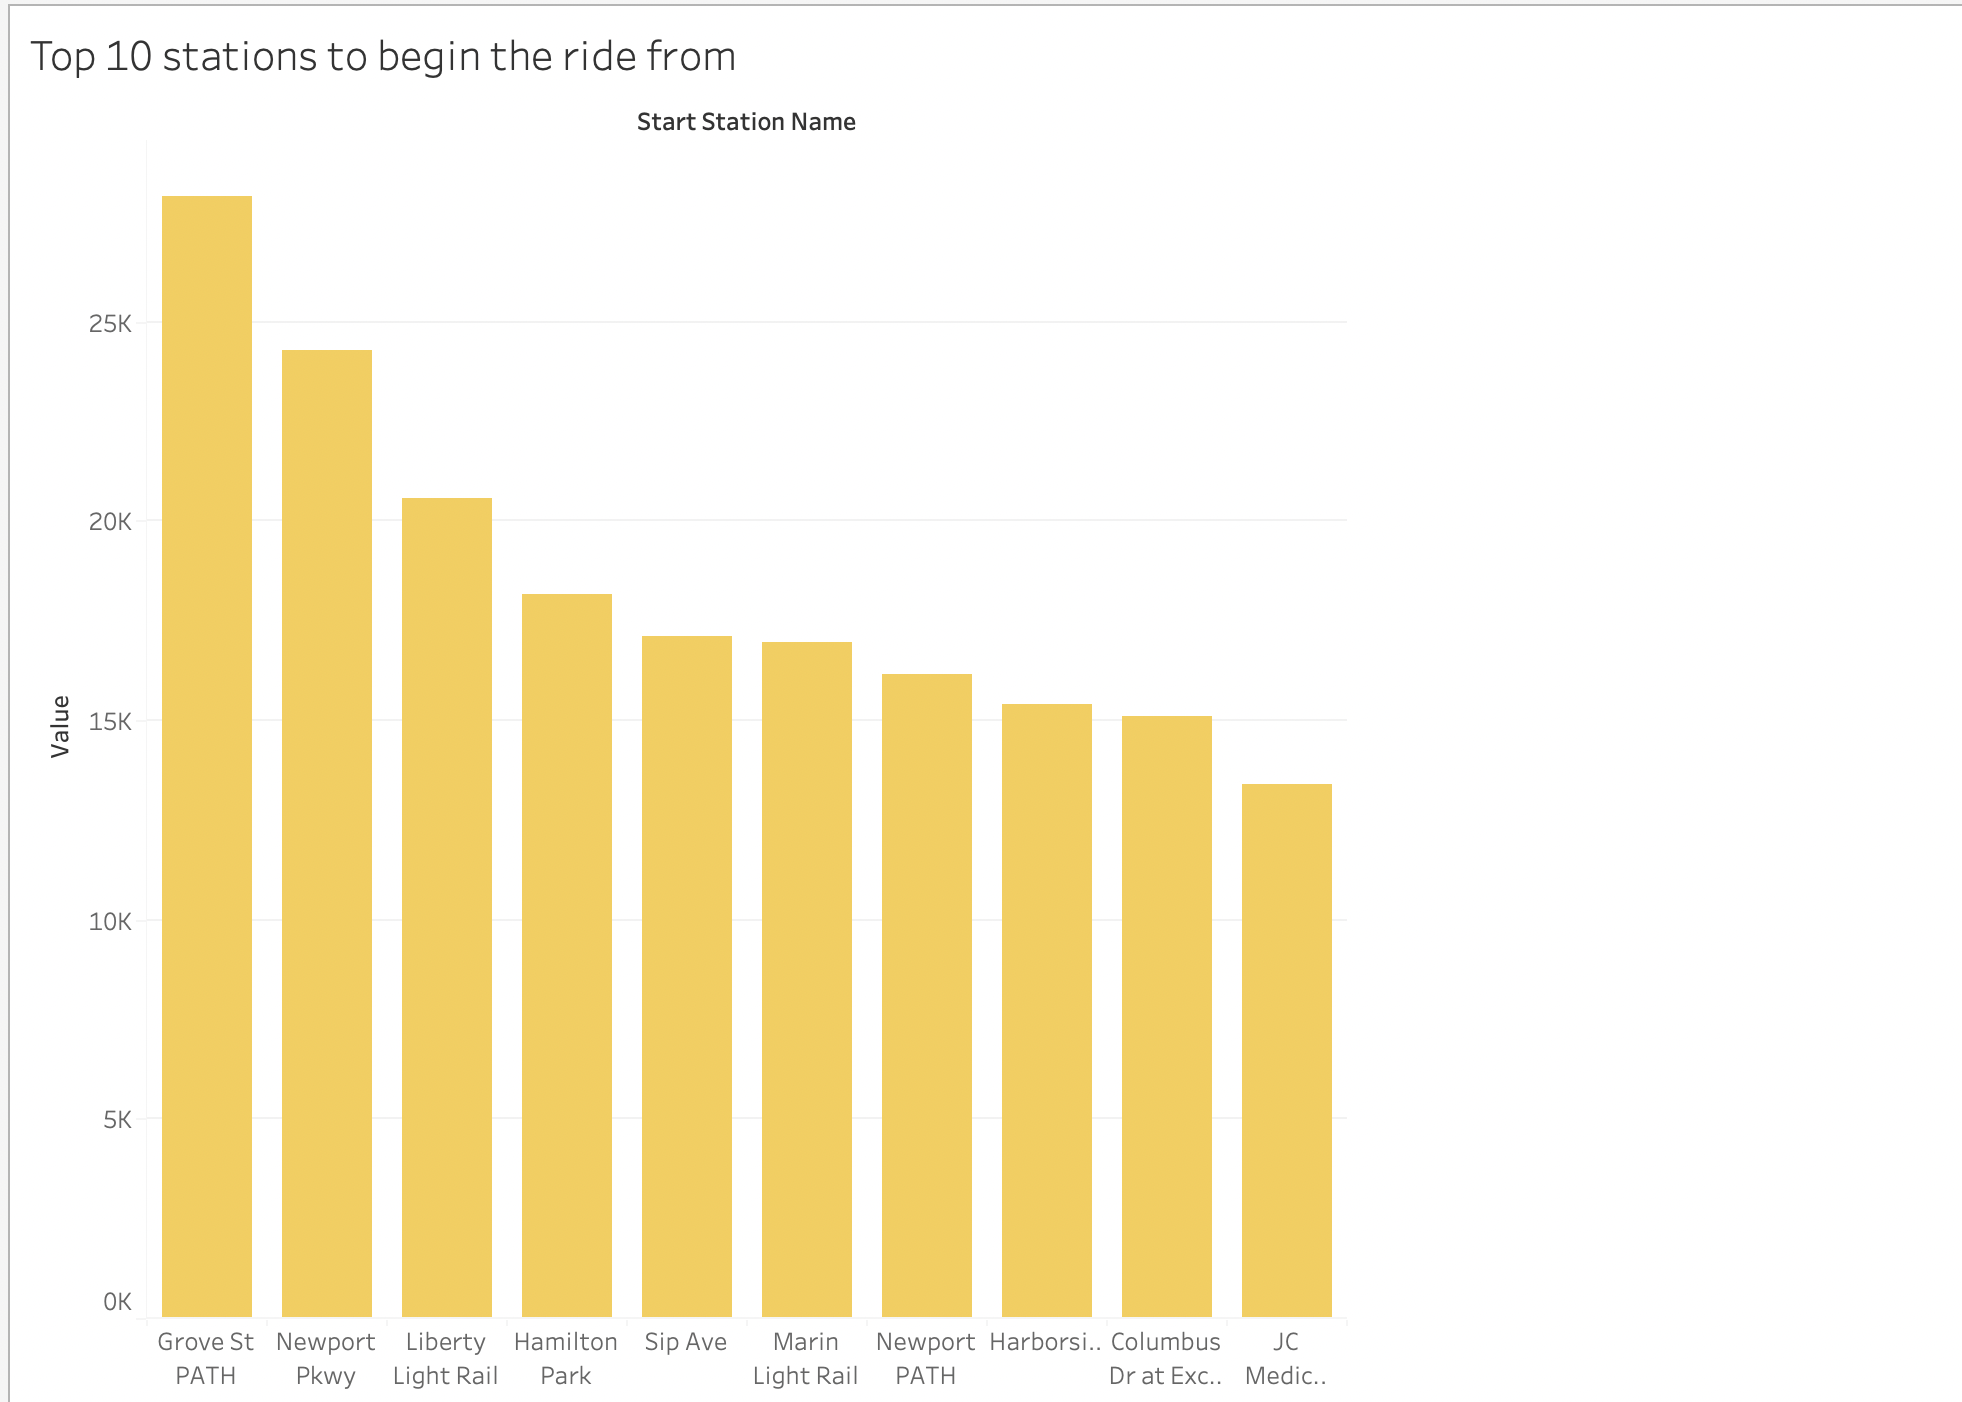 Top 10 stations to begin the ride from
Start Station Name
25K
20K
15K
10K
5K
0K
Value
Grove St
PATH
Newport
Pkwy
Liberty
Light Rail
Hamilton
Park
Sip Ave
Marin
Light Rail
Newport
PATH
Harborsi..
Columbus
Dr at Exc..
JC
Medic..